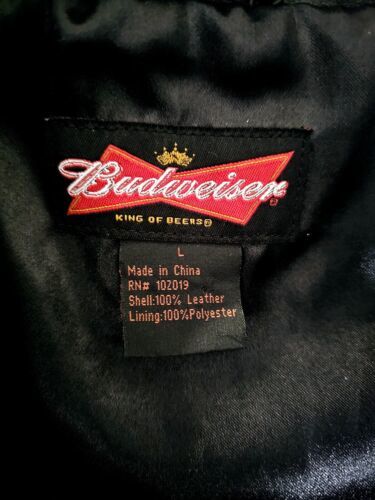 Budweiser®
KING OF BEERS®
L
Made in China
RN# 102019
Shell:100% Leather
Lining:100%Polyester